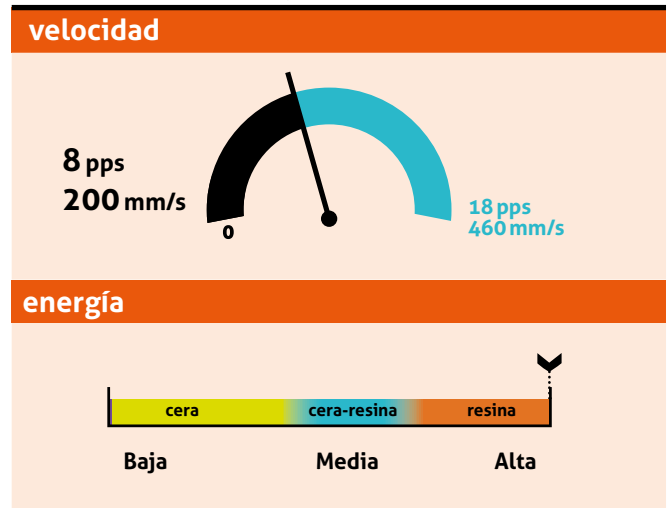 velocidad
8 pps
200 mm/s
0
18 pps
460 mm/s
energía
cera
cera-resina
resina
Baja
Media
Alta